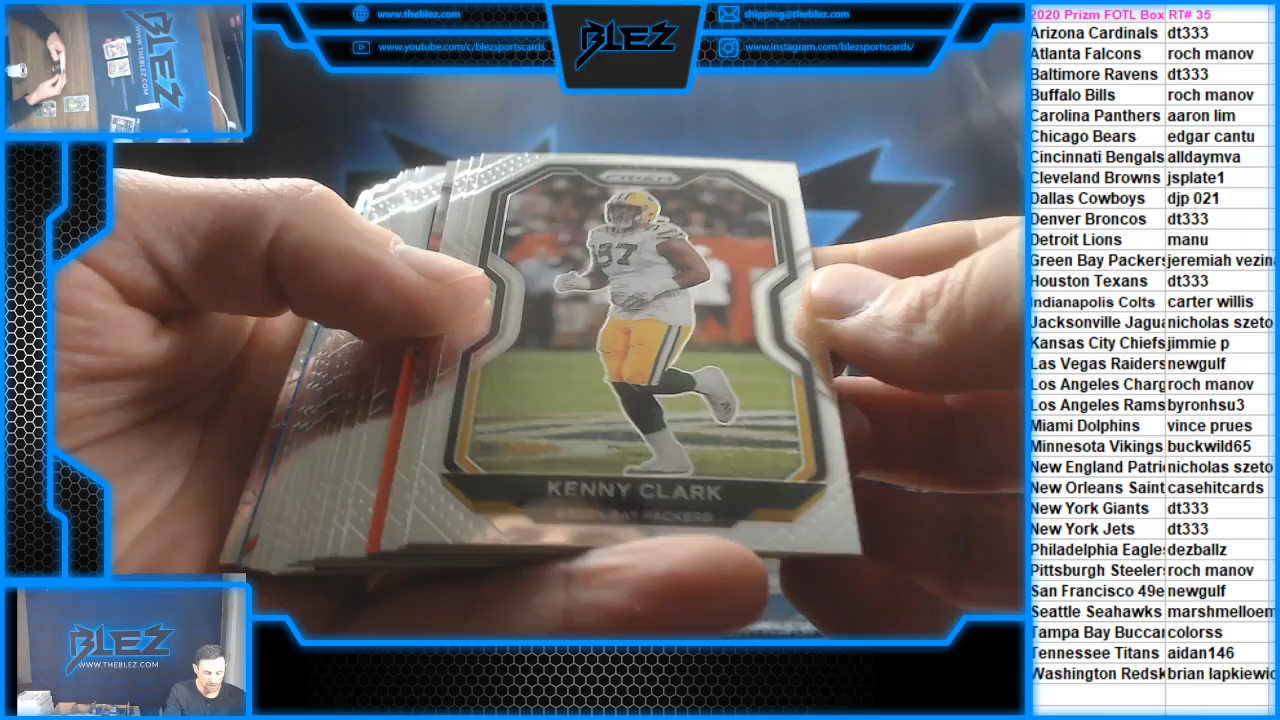 www.theblez.com
www.youtube.com/c/blezsportscards
BLEZ
shipping@theblez.com
www.instagram.com/blezsportscards/
WWW.THEBLEZ.COM
PRIZM
97
KENNY CLARK
GREEN BAY PACKERS
BLEZ
WWW.THEBLEZ.COM
2020 Prizm FOTL Box RT# 35
Arizona Cardinals dt333
Atlanta Falcons roch manov
Baltimore Ravens dt333
Buffalo Bills roch manov
Carolina Panthers aaron lim
Chicago Bears edgar cantu
Cincinnati Bengals alldaymva
Cleveland Browns jsplate1
Dallas Cowboys djp 021
Denver Broncos dt333
Detroit Lions manu
Green Bay Packers jeremiah vezina
Houston Texans dt333
Indianapolis Colts carter willis
Jacksonville Jagua nicholas szeto
Kansas City Chiefs jimmie p
Las Vegas Raiders newgulf
Los Angeles Charg roch manov
Los Angeles Rams byronhsu3
Miami Dolphins vince prues
Minnesota Vikings buckwild65
New England Patri nicholas szeto
New Orleans Saint casehitcards
New York Giants dt333
New York Jets dt333
Philadelphia Eagles dezballz
Pittsburgh Steelers roch manov
San Francisco 49e newgulf
Seattle Seahawks marshmelloem
Tampa Bay Buccar colorss
Tennessee Titans aidan146
Washington Redsk brian lapkiewic